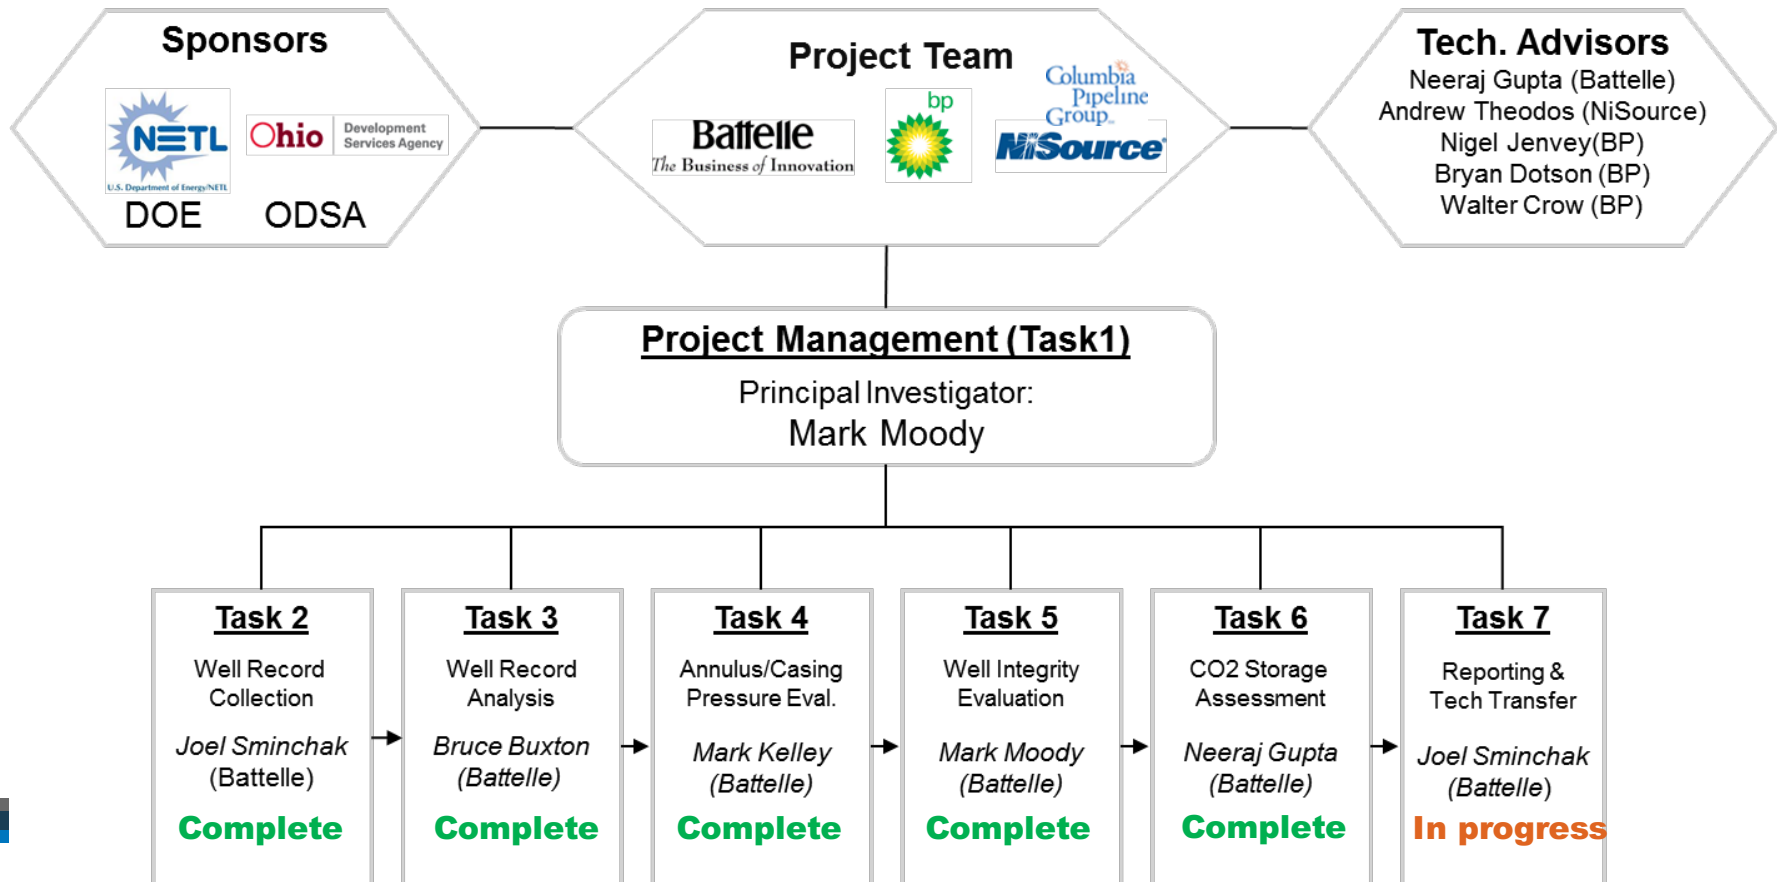 Sponsors
NETL
U.S. Department of Energy/NETL
Ohio
Development
Services Agency
DOE
ODSA
Project Team
Battelle
The Business of Innovation
bp
Columbia
Pipeline
Group
NiSource
Tech. Advisors
Neeraj Gupta (Battelle)
Andrew Theodos (NiSource)
Nigel Jenvey(BP)
Bryan Dotson (BP)
Walter Crow (BP)
Project Management (Task1)
Principal Investigator:
Mark Moody
Task 2
Well Record
Collection
Joel Sminchak
(Battelle)
Complete
Task 3
Well Record
Analysis
Bruce Buxton
(Battelle)
Complete
Task 4
Annulus/Casing
Pressure Eval.
Mark Kelley
(Battelle)
Complete
Task 5
Well Integrity
Evaluation
Mark Moody
(Battelle)
Complete
Task 6
CO2 Storage
Assessment
Neeraj Gupta
(Battelle)
Complete
Task 7
Reporting &
Tech Transfer
Joel Sminchak
(Battelle)
In progress